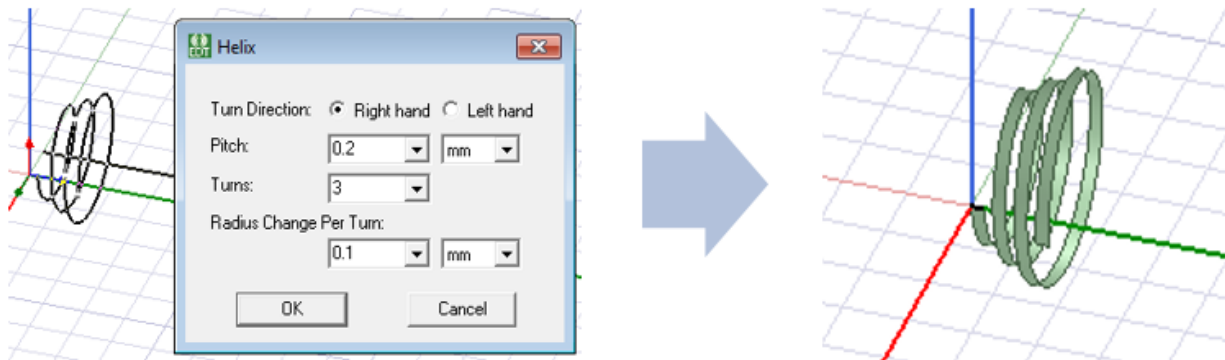 EDT Helix
Turn Direction: Right hand Left hand
Pitch: 0.2 mm
Turns: 3
Radius Change Per Turn:
0.1 mm
OK Cancel